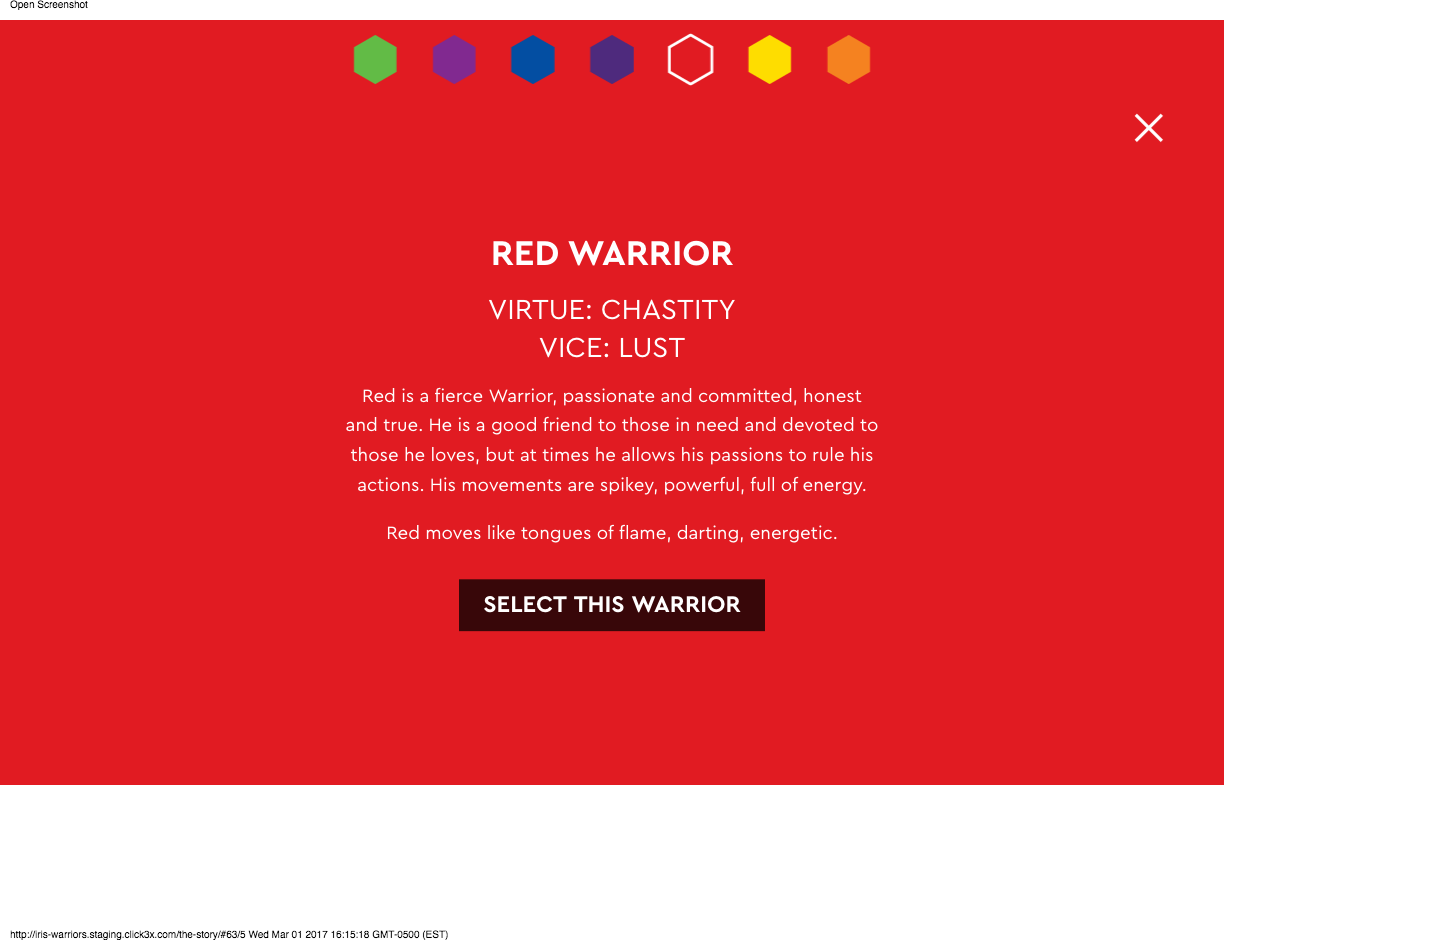 Open Screenshot
RED WARRIOR
VIRTUE: CHASTITY
VICE: LUST
Red is a fierce Warrior, passionate and committed, honest
and true. He is a good friend to those in need and devoted to
those he loves, but at times he allows his passions to rule his
actions. His movements are spikey, powerful, full of energy.
Red moves like tongues of flame, darting, energetic.
SELECT THIS WARRIOR
http://iris-warriors.staging.click3x.com/the-story/#63/5 Wed Mar 01 2017 16:15:18 GMT-0500 (EST)